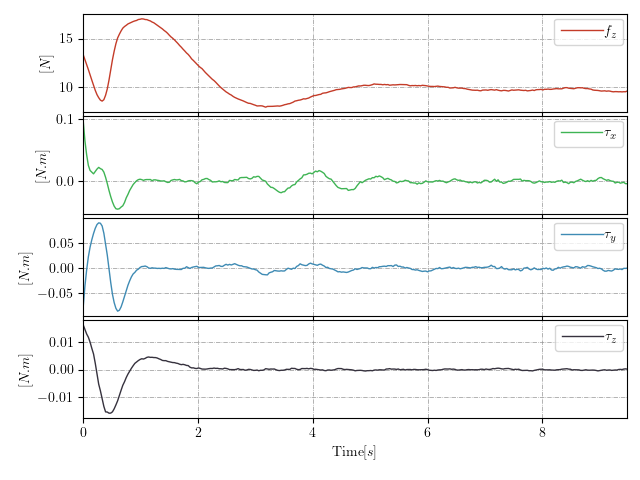 15
10
[N]
f_z
0.1
0.0
[N.m]
τ_x
0.05
0.00
−0.05
[N.m]
τ_y
0.01
0.00
−0.01
[N.m]
τ_z
0 2 4 6 8
Time[s]